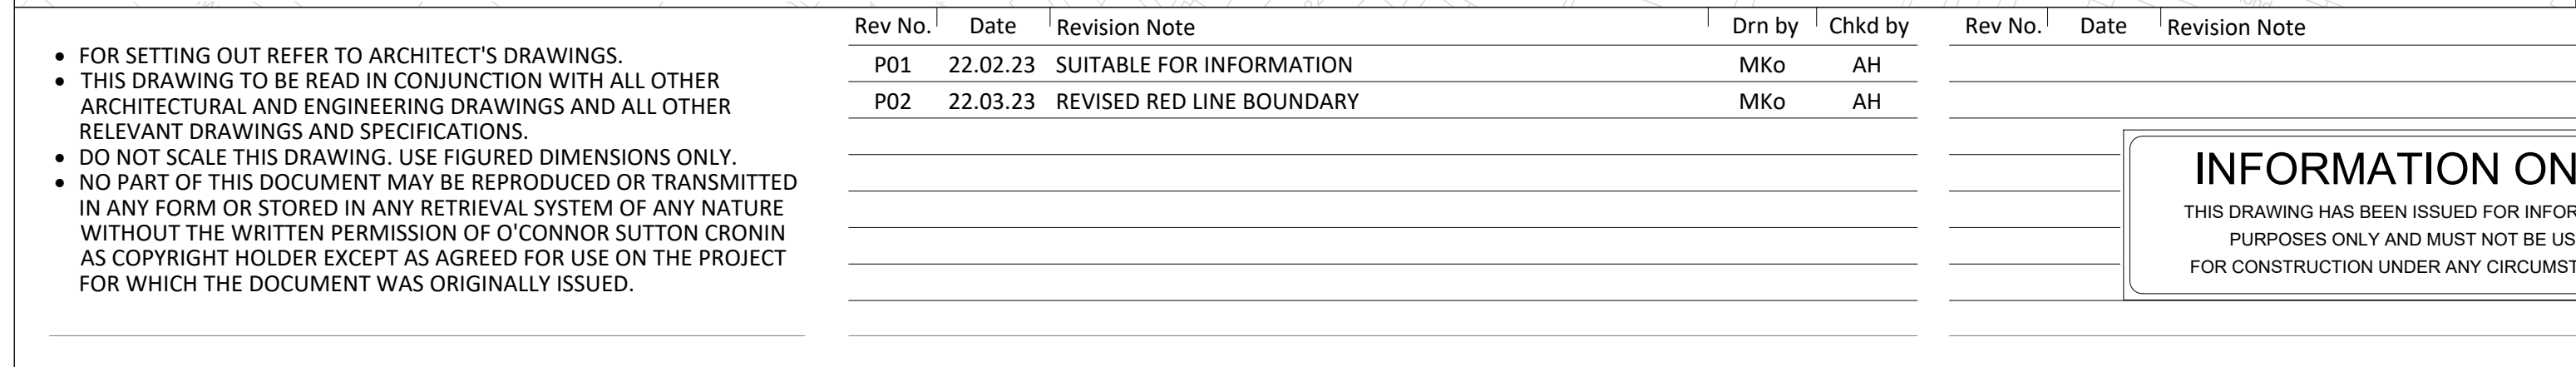 • FOR SETTING OUT REFER TO ARCHITECT'S DRAWINGS.
• THIS DRAWING TO BE READ IN CONJUNCTION WITH ALL OTHER
ARCHITECTURAL AND ENGINEERING DRAWINGS AND ALL OTHER
RELEVANT DRAWINGS AND SPECIFICATIONS.
• DO NOT SCALE THIS DRAWING. USE FIGURED DIMENSIONS ONLY.
• NO PART OF THIS DOCUMENT MAY BE REPRODUCED OR TRANSMITTED
IN ANY FORM OR STORED IN ANY RETRIEVAL SYSTEM OF ANY NATURE
WITHOUT THE WRITTEN PERMISSION OF O'CONNOR SUTTON CRONIN
AS COPYRIGHT HOLDER EXCEPT AS AGREED FOR USE ON THE PROJECT
FOR WHICH THE DOCUMENT WAS ORIGINALLY ISSUED.
Rev No. Date Revision Note Drn by Chkd by
P01 22.02.23 SUITABLE FOR INFORMATION MKo AH
P02 22.03.23 REVISED RED LINE BOUNDARY MKo AH
Rev No. Date Revision Note
INFORMATION ON
THIS DRAWING HAS BEEN ISSUED FOR INFOR
PURPOSES ONLY AND MUST NOT BE US
FOR CONSTRUCTION UNDER ANY CIRCUMST